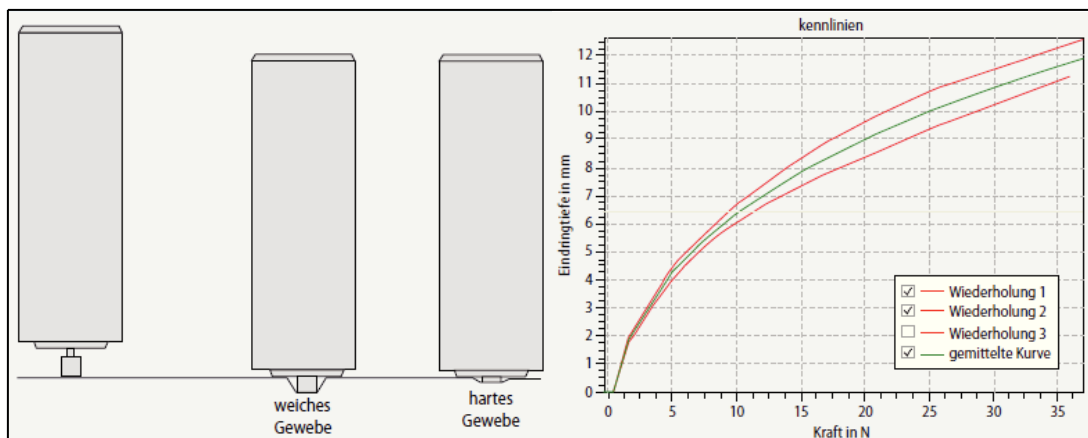 weiches
Gewebe
hartes
Gewebe
kennlinien
Eindringtiefe in mm
12
11
10
9
8
7
6
5
4
3
2
1
0
0 5 10 15 20 25 30 35
Kraft in N
Wiederholung 1
Wiederholung 2
Wiederholung 3
gemittelte Kurve